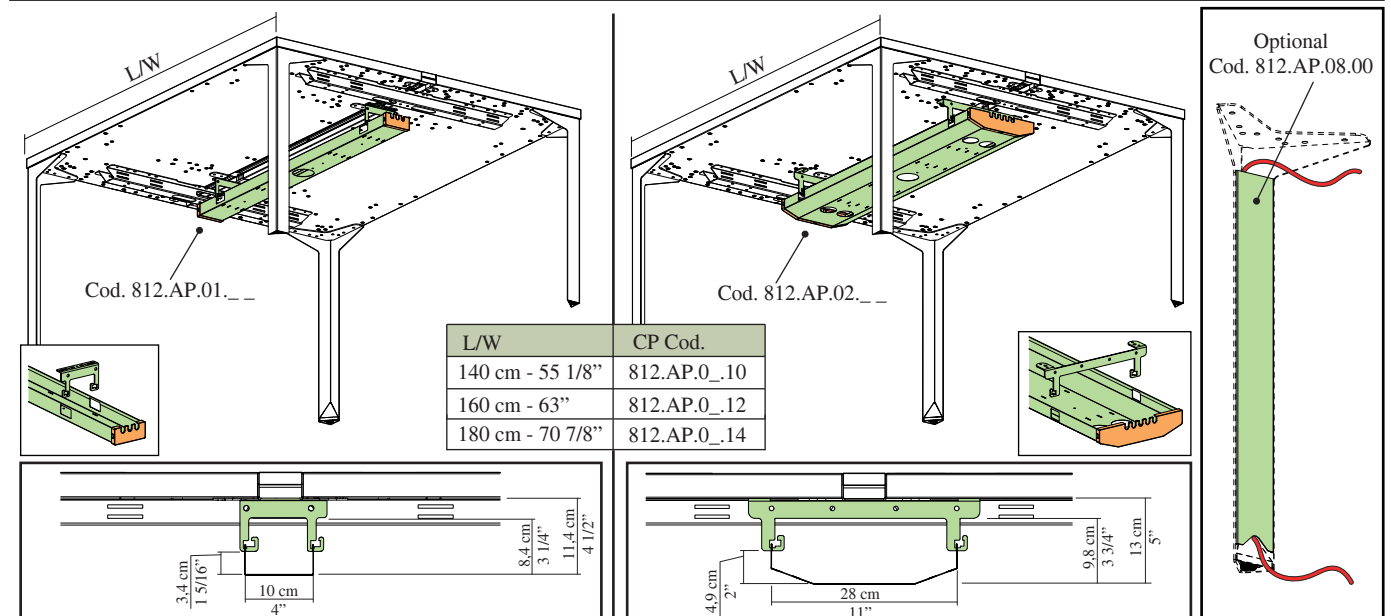 L/W
Cod. 812.AP.01._ _
L/W
Cod. 812.AP.02._ _
Optional
Cod. 812.AP.08.00
L/W CP Cod.
140 cm - 55 1/8” 812.AP.0_.10
160 cm - 63” 812.AP.0_.12
180 cm - 70 7/8” 812.AP.0_.14
3,4 cm
1 5/16”
10 cm
4”
8,4 cm
3 1/4”
11,4 cm
4 1/2”
4,9 cm
2”
28 cm
11”
9,8 cm
3 3/4”
13 cm
5”